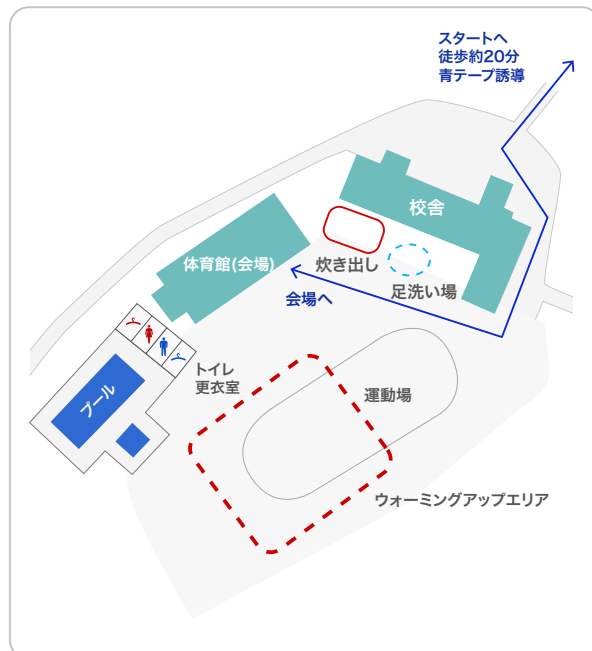 スタートへ
徒歩約20分
青テープ誘導
校舎
体育館(会場)
炊き出し
足洗い場
会場へ
トイレ
更衣室
プール
運動場
ウォーミングアップエリア